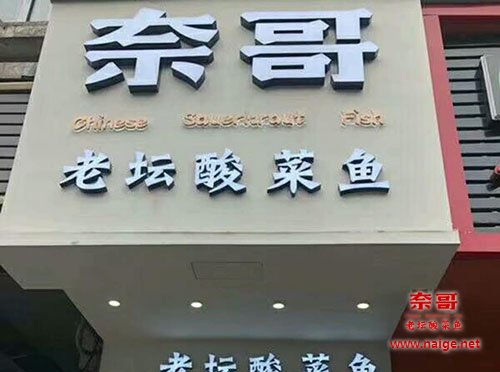 奈哥
Chinese Sauerkraut Fish
老坛酸菜鱼
老坛酸菜鱼
奈哥
老坛酸菜鱼
www.naige.net